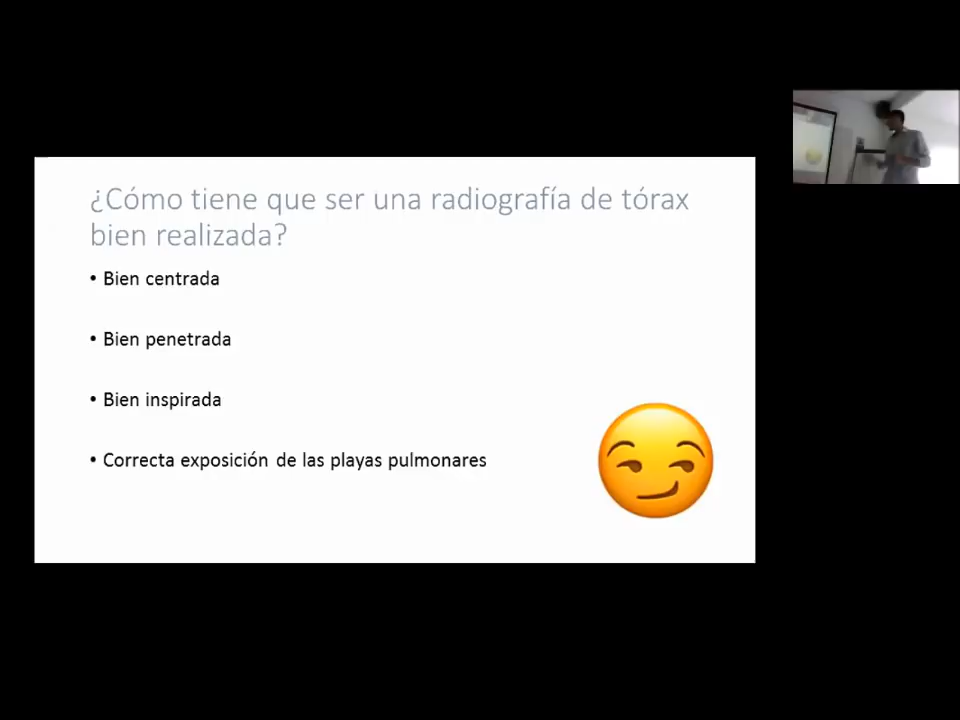 ¿Cómo tiene que ser una radiografía de tórax
bien realizada?
• Bien centrada
• Bien penetrada
• Bien inspirada
• Correcta exposición de las playas pulmonares